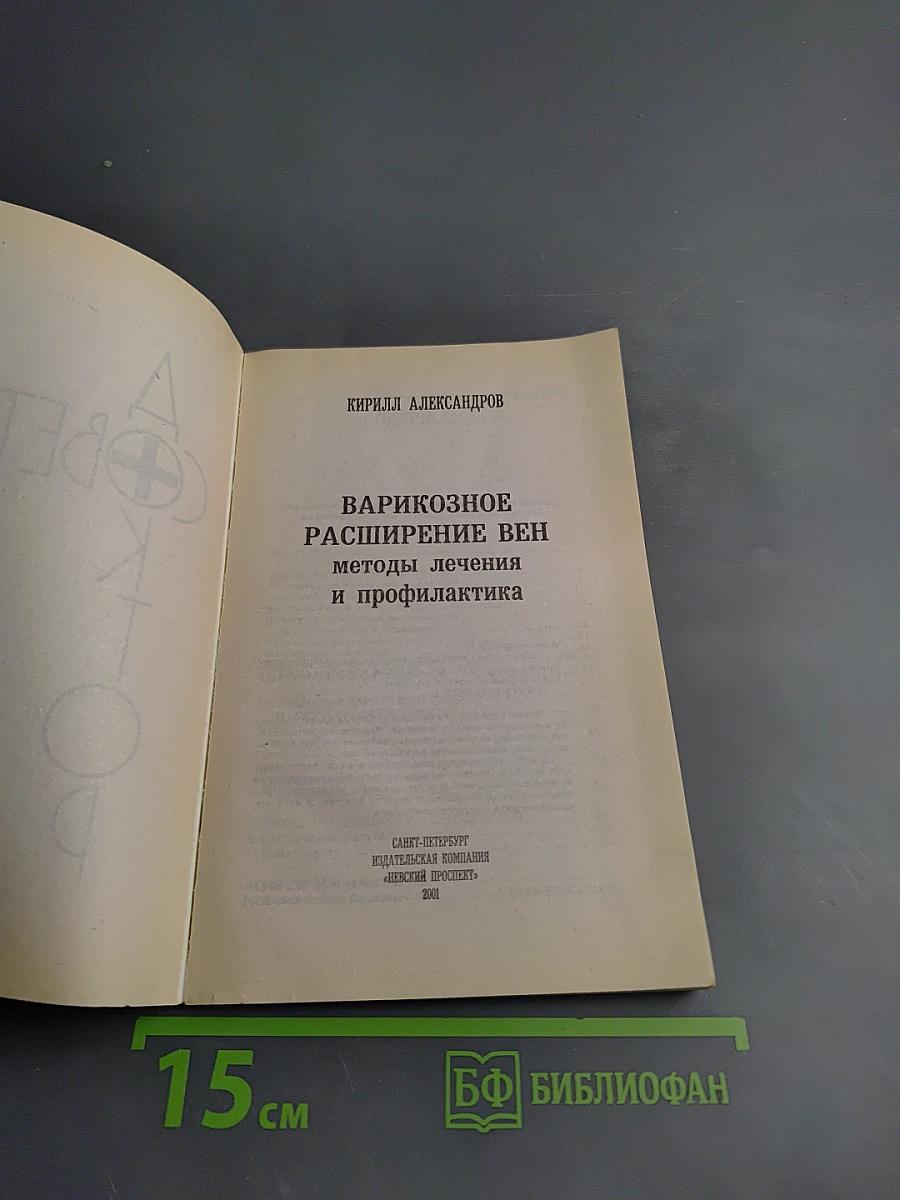 КИРИЛЛ АЛЕКСАНДРОВ
ВАРИКОЗНОЕ
РАСШИРЕНИЕ ВЕН
методы лечения
и профилактика
САНКТ-ПЕТЕРБУРГ
ИЗДАТЕЛЬСКАЯ КОМПАНИЯ
«НЕВСКИЙ ПРОСПЕКТ»
2001
15 см
БФ БИБЛИОФАН